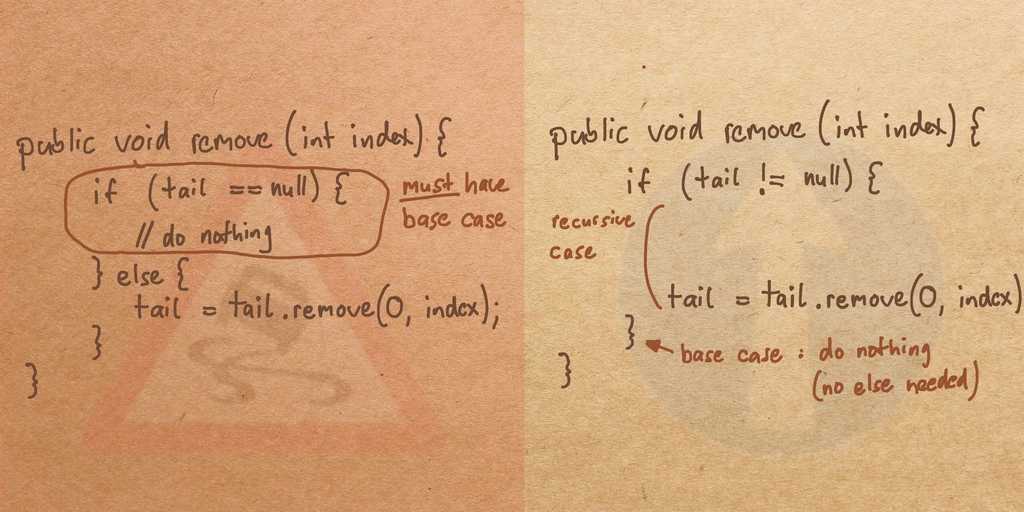 public void remove (int index) {
if (tail == null) {
// do nothing
} else {
tail = tail.remove(0, index);
}
}
must have
base case
public void remove (int index) {
if (tail != null) {
recursive
case
tail = tail.remove(0, index)
}
base case : do nothing
(no else needed)
}